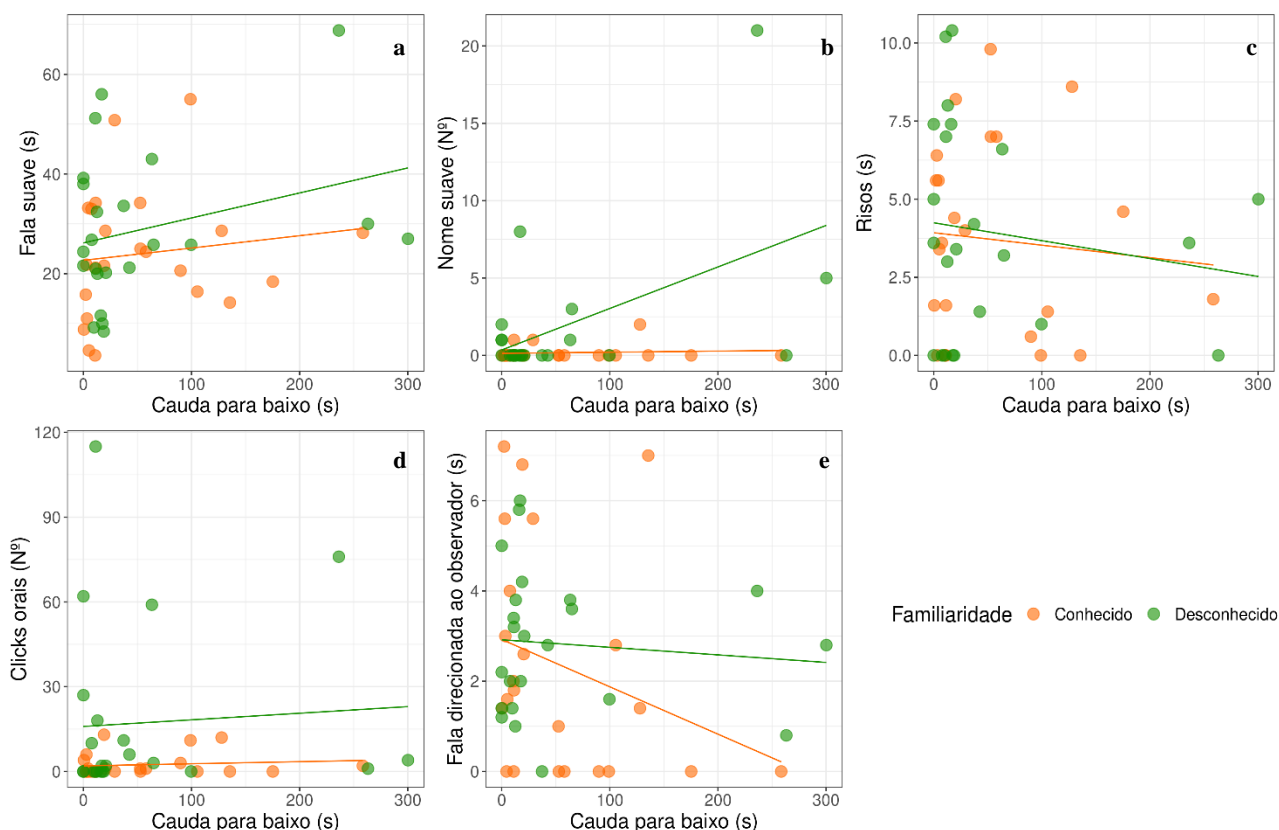 a
Fala suave (s)
60
40
20
0
100
200
300
Cauda para baixo (s)
b
Nome suave (Nº)
20
15
10
5
0
0
100
200
300
Cauda para baixo (s)
c
Risos (s)
10.0
7.5
5.0
2.5
0.0
0
100
200
300
Cauda para baixo (s)
d
Clicks orais (Nº)
120
90
60
30
0
0
100
200
300
Cauda para baixo (s)
e
Fala direcionada ao observador (s)
6
4
2
0
0
100
200
300
Cauda para baixo (s)
Familiaridade Conhecido Desconhecido